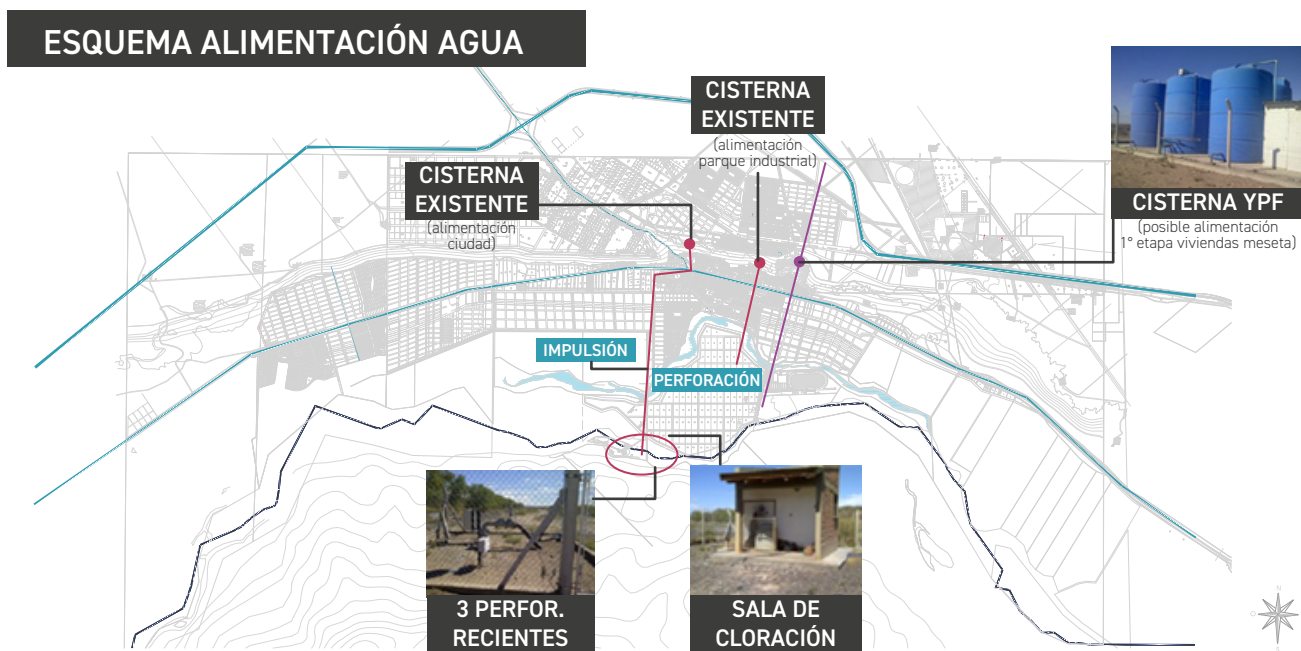 ESQUEMA ALIMENTACIÓN AGUA
CISTERNA
EXISTENTE
(alimentación
parque industrial)
CISTERNA
EXISTENTE
(alimentación
ciudad)
CISTERNA YPF
(posible alimentación
1° etapa viviendas meseta)
IMPULSIÓN
PERFORACIÓN
3 PERFOR.
RECIENTES
SALA DE
CLORACIÓN
N